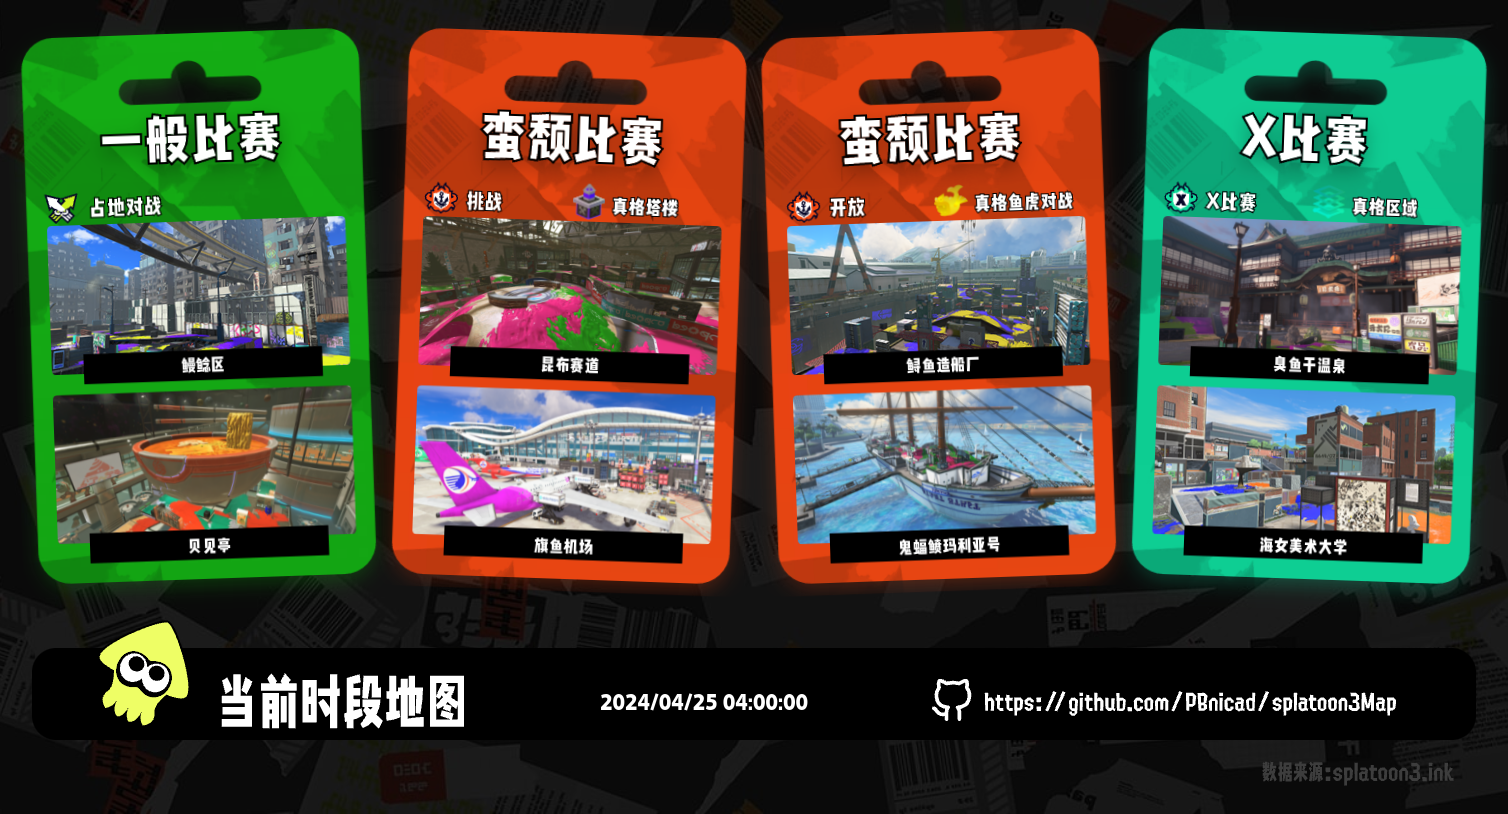 一般比赛
占地对战
鳗鲶区
贝贝亭
蛮颓比赛
挑战
真格塔楼
昆布赛道
旗鱼机场
蛮颓比赛
开放
真格鱼虎对战
鲟鱼造船厂
鬼蝠鲼玛利亚号
X比赛
X比赛
真格区域
臭鱼干温泉
海女美术大学
当前时段地图
2024/04/25 04:00:00
https://github.com/PBnicad/splatoon3Map
数据来源:splatoon3.ink